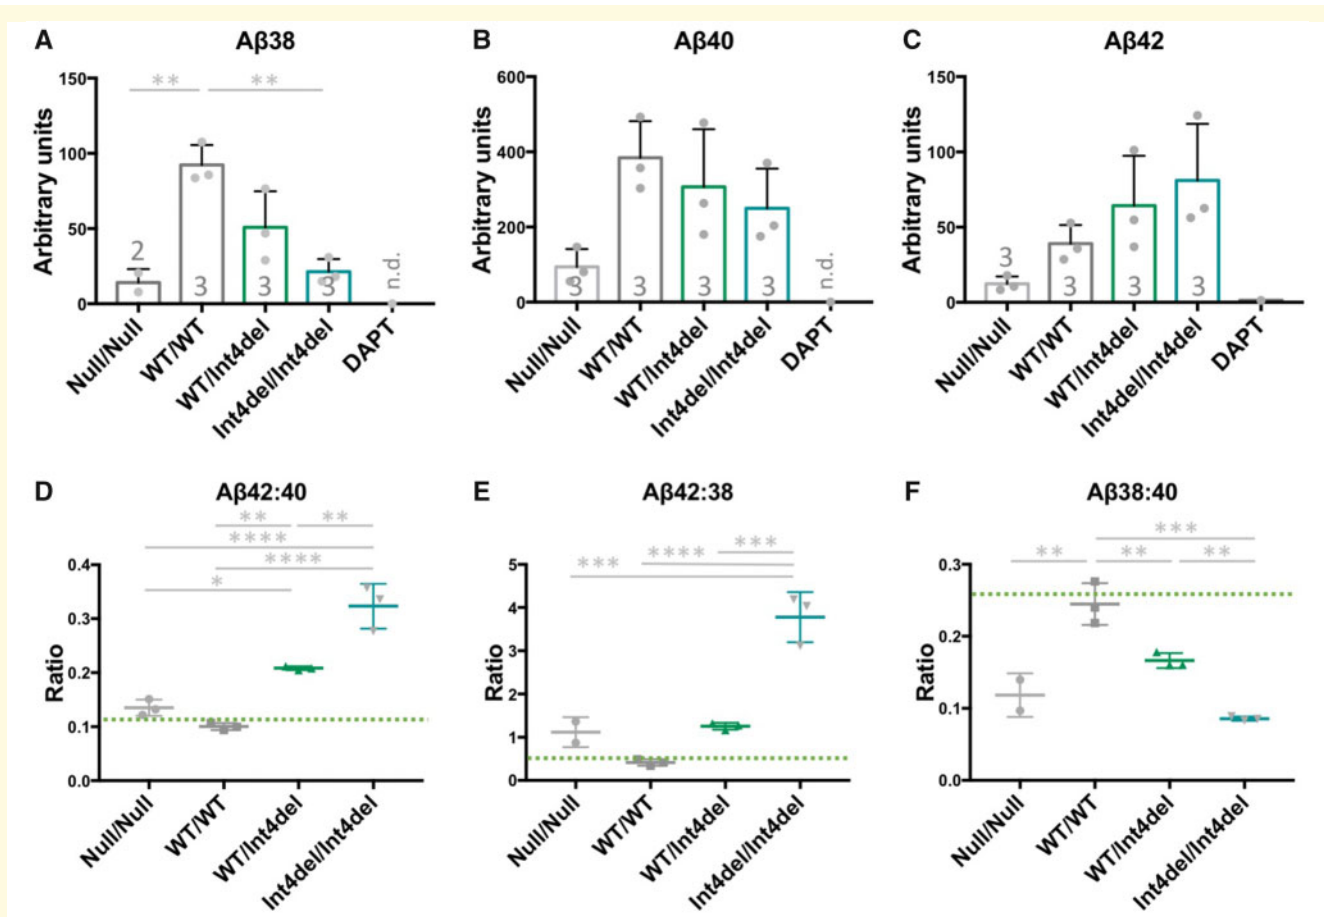 A
Aβ38
Arbitrary units
150
100
50
0
** **
2 3 3 3 n.d.
Null/Null
WT/WT
WT/Int4del
Int4del/Int4del
DAPT
B
Aβ40
Arbitrary units
600
400
200
0
3 3 3 3 n.d.
Null/Null
WT/WT
WT/Int4del
Int4del/Int4del
DAPT
C
Aβ42
Arbitrary units
150
100
50
0
3 3 3 3
Null/Null
WT/WT
WT/Int4del
Int4del/Int4del
DAPT
D
Aβ42:40
** **
****
****
*
Ratio
0.4
0.3
0.2
0.1
0.0
Null/Null
WT/WT
WT/Int4del
Int4del/Int4del
E
Aβ42:38
*** **** ***
Ratio
5
4
3
2
1
0
Null/Null
WT/WT
WT/Int4del
Int4del/Int4del
F
Aβ38:40
***
** ** **
Ratio
0.3
0.2
0.1
0.0
Null/Null
WT/WT
WT/Int4del
Int4del/Int4del